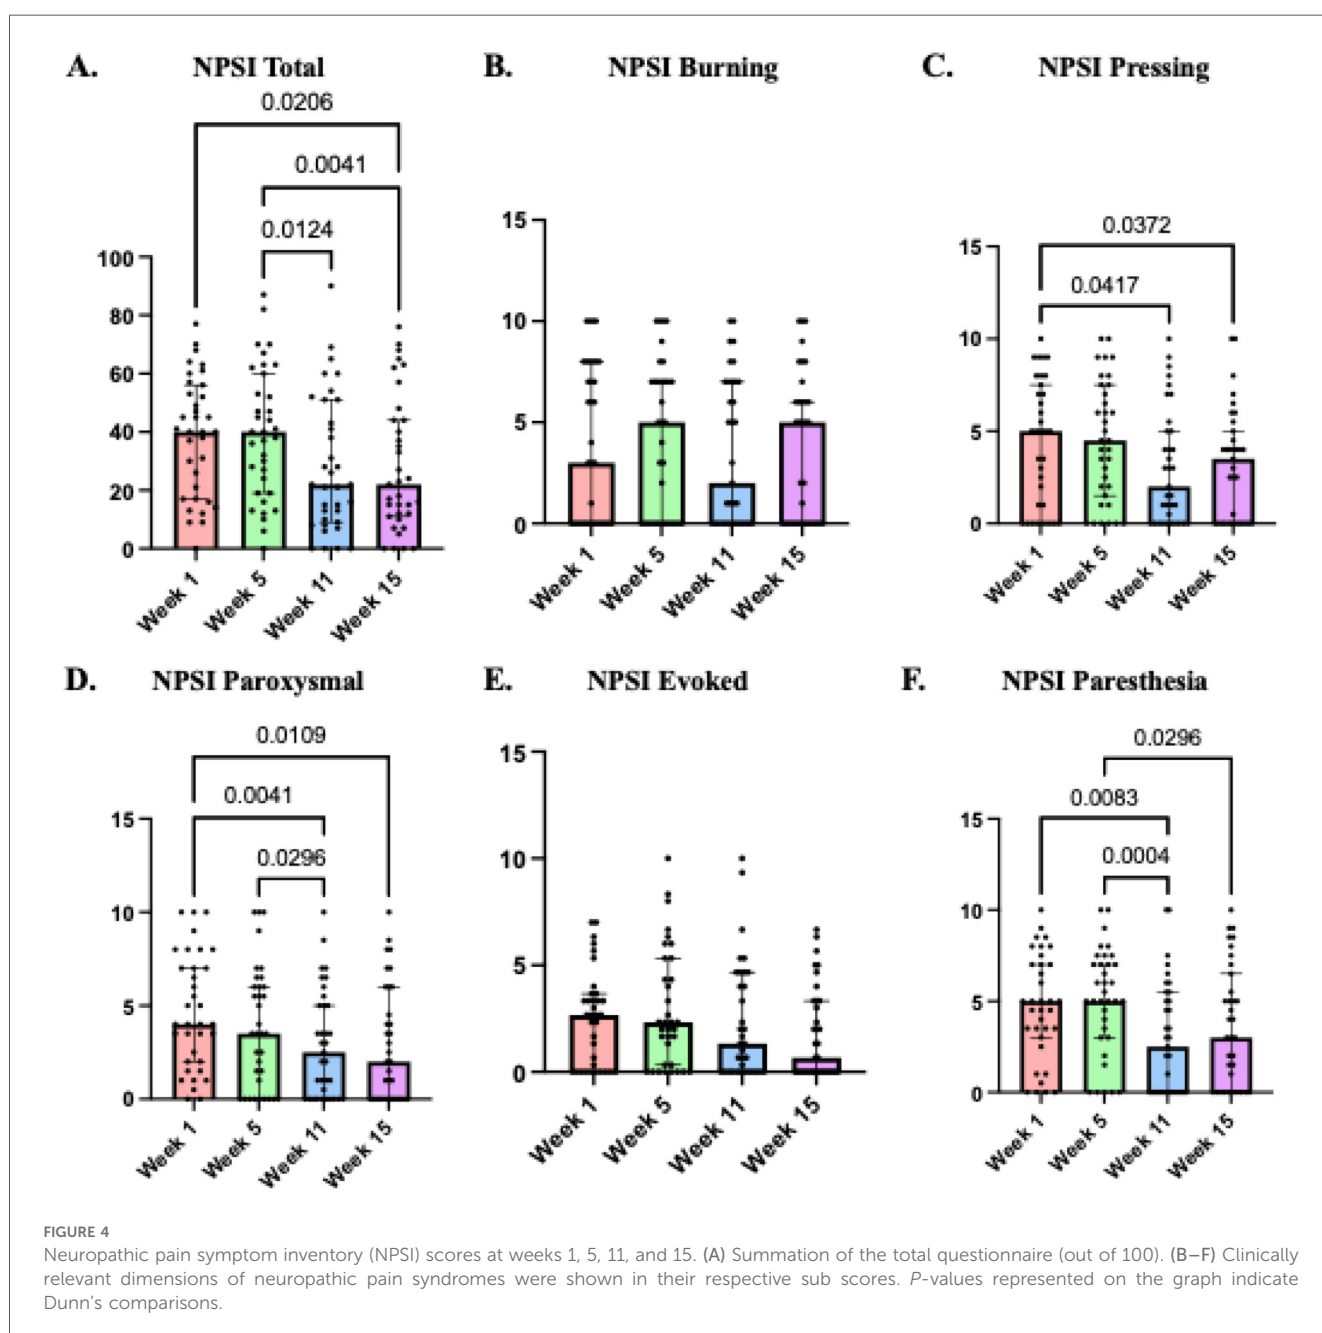 A. NPSI Total
0.0206
0.0041
0.0124
100
80
60
40
20
0
Week 1 Week 5 Week 11 Week 15
B. NPSI Burning
15
10
5
0
Week 1 Week 5 Week 11 Week 15
C. NPSI Pressing
0.0372
0.0417
15
10
5
0
Week 1 Week 5 Week 11 Week 15
D. NPSI Paroxysmal
0.0109
0.0041
0.0296
15
10
5
0
Week 1 Week 5 Week 11 Week 15
E. NPSI Evoked
15
10
5
0
Week 1 Week 5 Week 11 Week 15
F. NPSI Paresthesia
0.0296
0.0083
0.0004
15
10
5
0
Week 1 Week 5 Week 11 Week 15
FIGURE 4
Neuropathic pain symptom inventory (NPSI) scores at weeks 1, 5, 11, and 15. (A) Summation of the total questionnaire (out of 100). (B–F) Clinically
relevant dimensions of neuropathic pain syndromes were shown in their respective sub scores. P-values represented on the graph indicate
Dunn's comparisons.